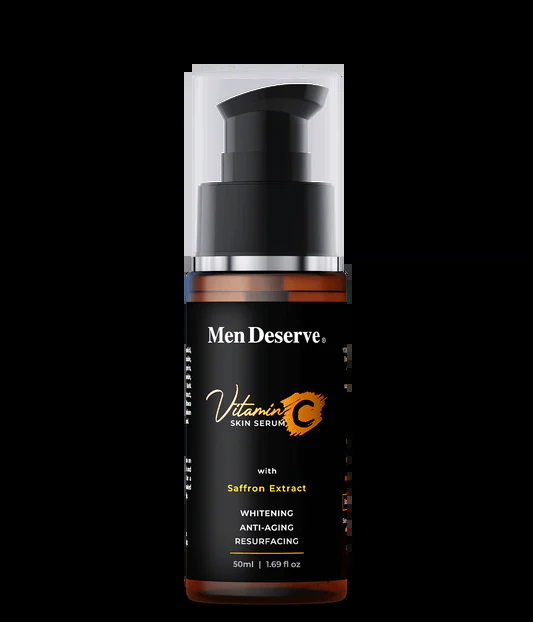 Men Deserve®
Vitamin C
SKIN SERUM
with
Saffron Extract
WHITENING
ANTI-AGING
RESURFACING
50ml | 1.69 fl oz